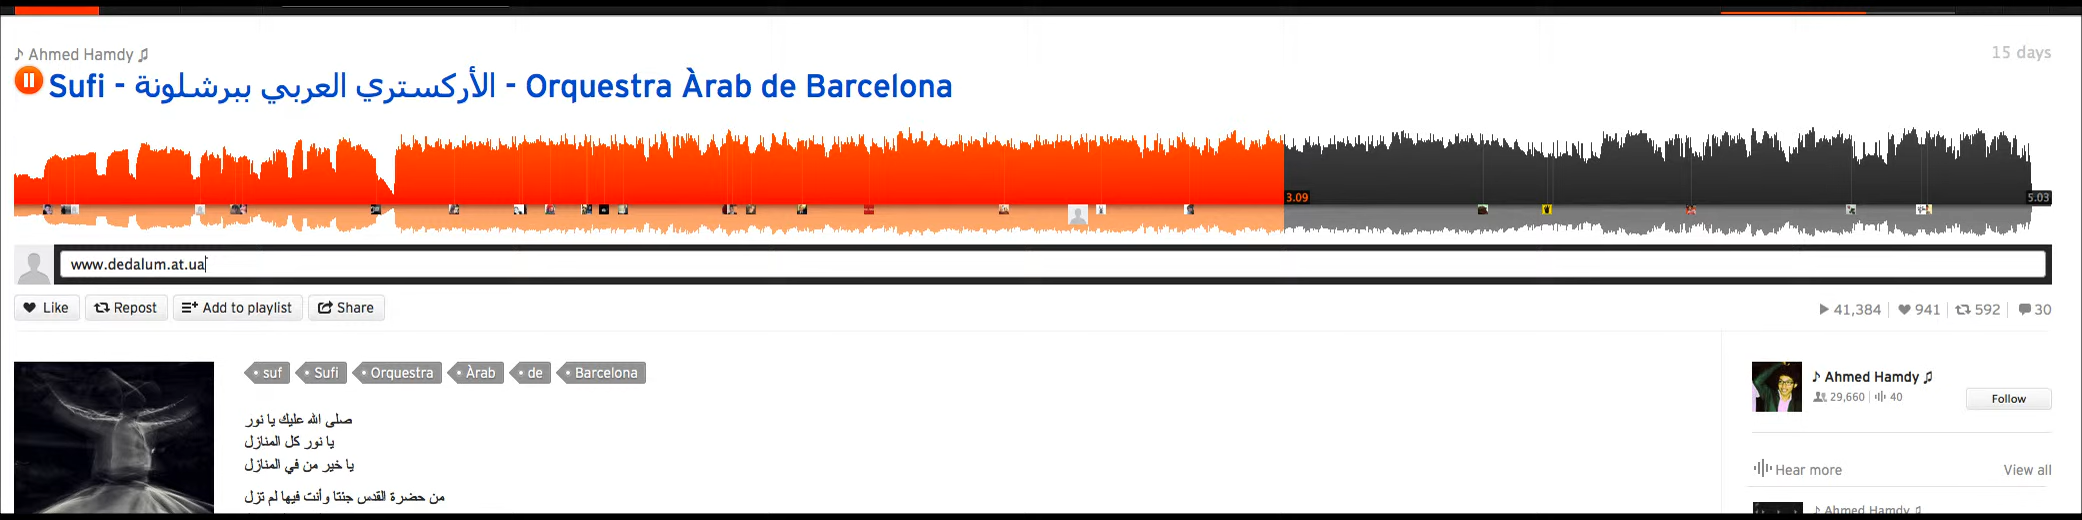 ♪ Ahmed Hamdy ♫
15 days
Sufi - الأركستري العربي ببرشلونة - Orquestra Àrab de Barcelona
3.09
5.03
www.dedalum.at.ua
Like
Repost
Add to playlist
Share
41,384
941
592
30
suf
Sufi
Orquestra
Àrab
de
Barcelona
صلى الله عليك يا نور
يا نور كل المنازل
يا خير من في المنازل
من حضرة القدس جنتا وأنت فيها لم تزل
♪ Ahmed Hamdy ♫
29,660
40
Follow
Hear more
View all
♪ Ahmed Hamdy ♫